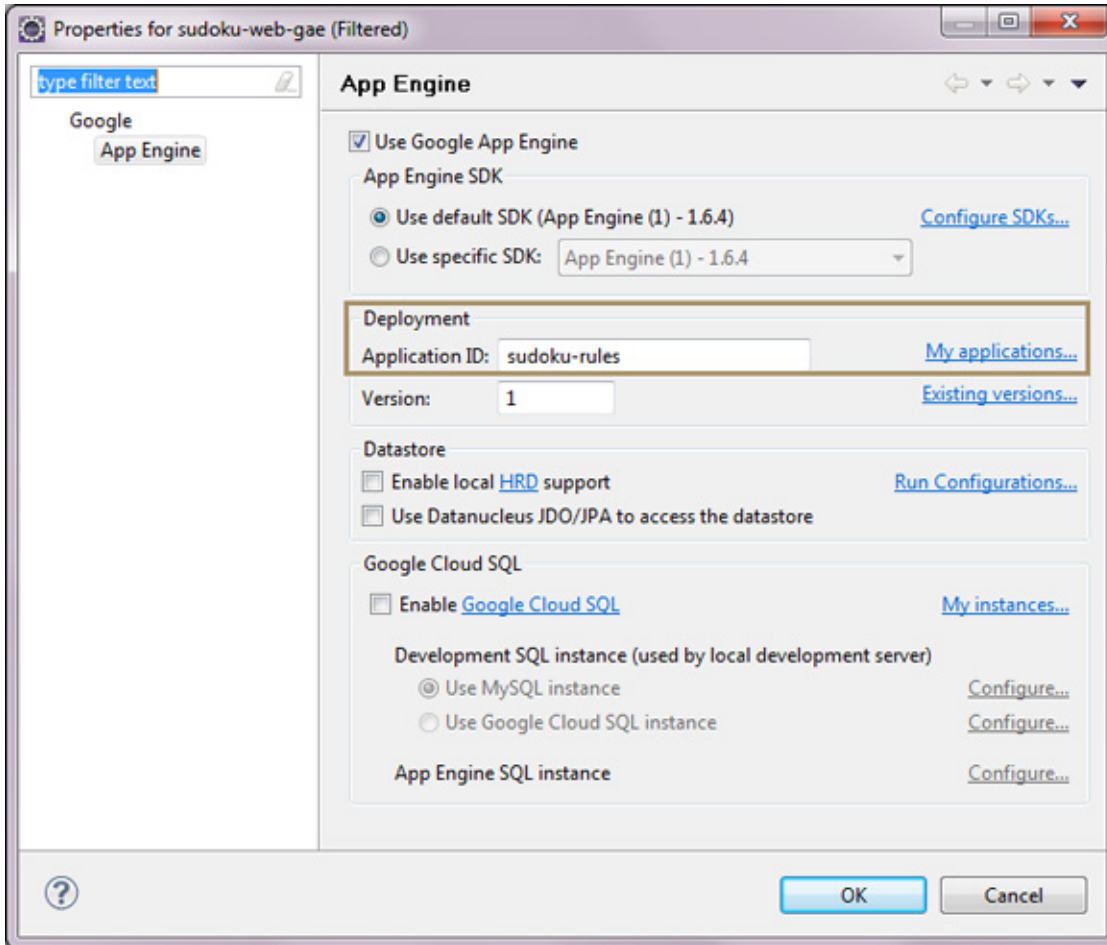 Properties for sudoku-web-gae (Filtered)
type filter text
Google
App Engine
App Engine
Use Google App Engine
App Engine SDK
Use default SDK (App Engine (1) - 1.6.4) Configure SDKs...
Use specific SDK: App Engine (1) - 1.6.4
Deployment
Application ID: sudoku-rules My applications...
Version: 1 Existing versions...
Datastore
Enable local HRD support Run Configurations...
Use Datanucleus JDO/JPA to access the datastore
Google Cloud SQL
Enable Google Cloud SQL My instances...
Development SQL instance (used by local development server)
Use MySQL instance Configure...
Use Google Cloud SQL instance Configure...
App Engine SQL instance Configure...
? OK Cancel